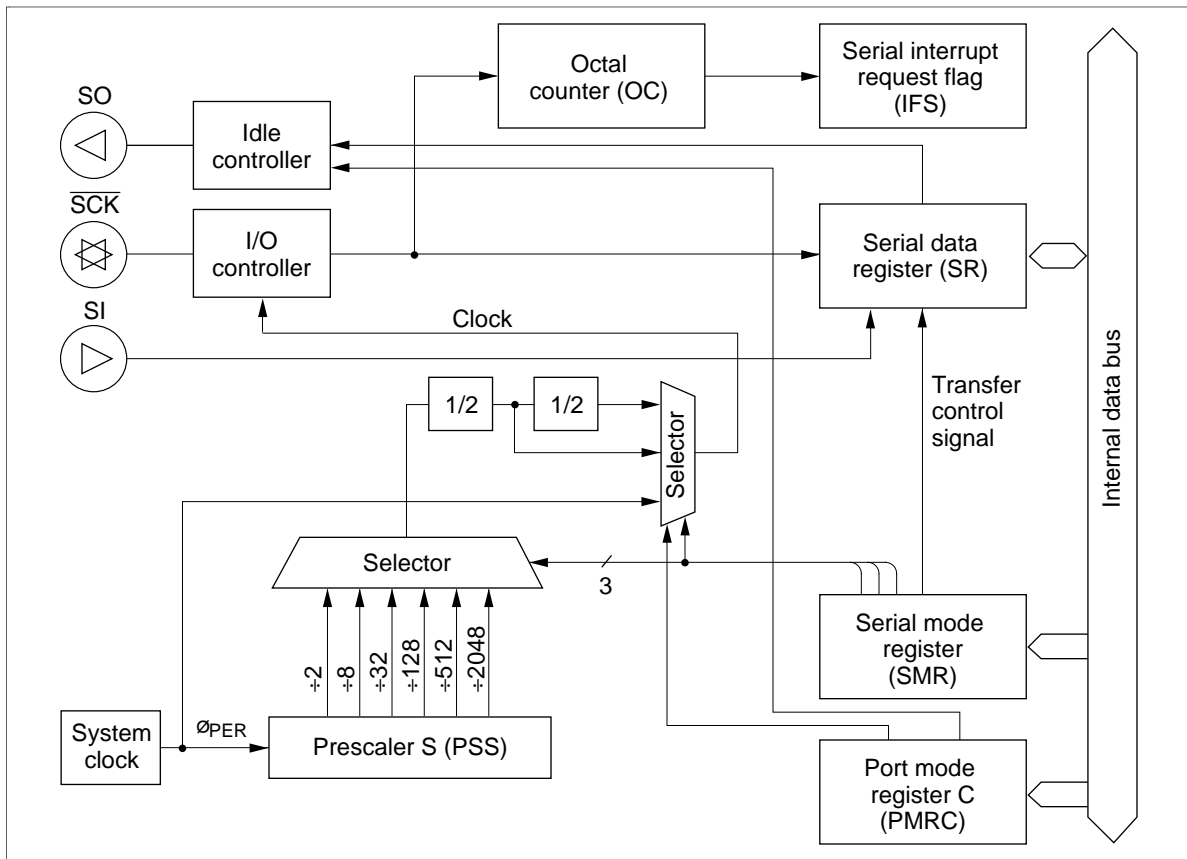 Octal
counter (OC)
Serial interrupt
request flag
(IFS)
SO
Idle
controller
SCK
I/O
controller
Serial data
register (SR)
SI
Clock
1/2
1/2
Selector
Transfer
control
signal
Internal data bus
Selector
3
÷2
÷8
÷32
÷128
÷512
÷2048
Serial mode
register
(SMR)
System
clock
øPER
Prescaler S (PSS)
Port mode
register C
(PMRC)